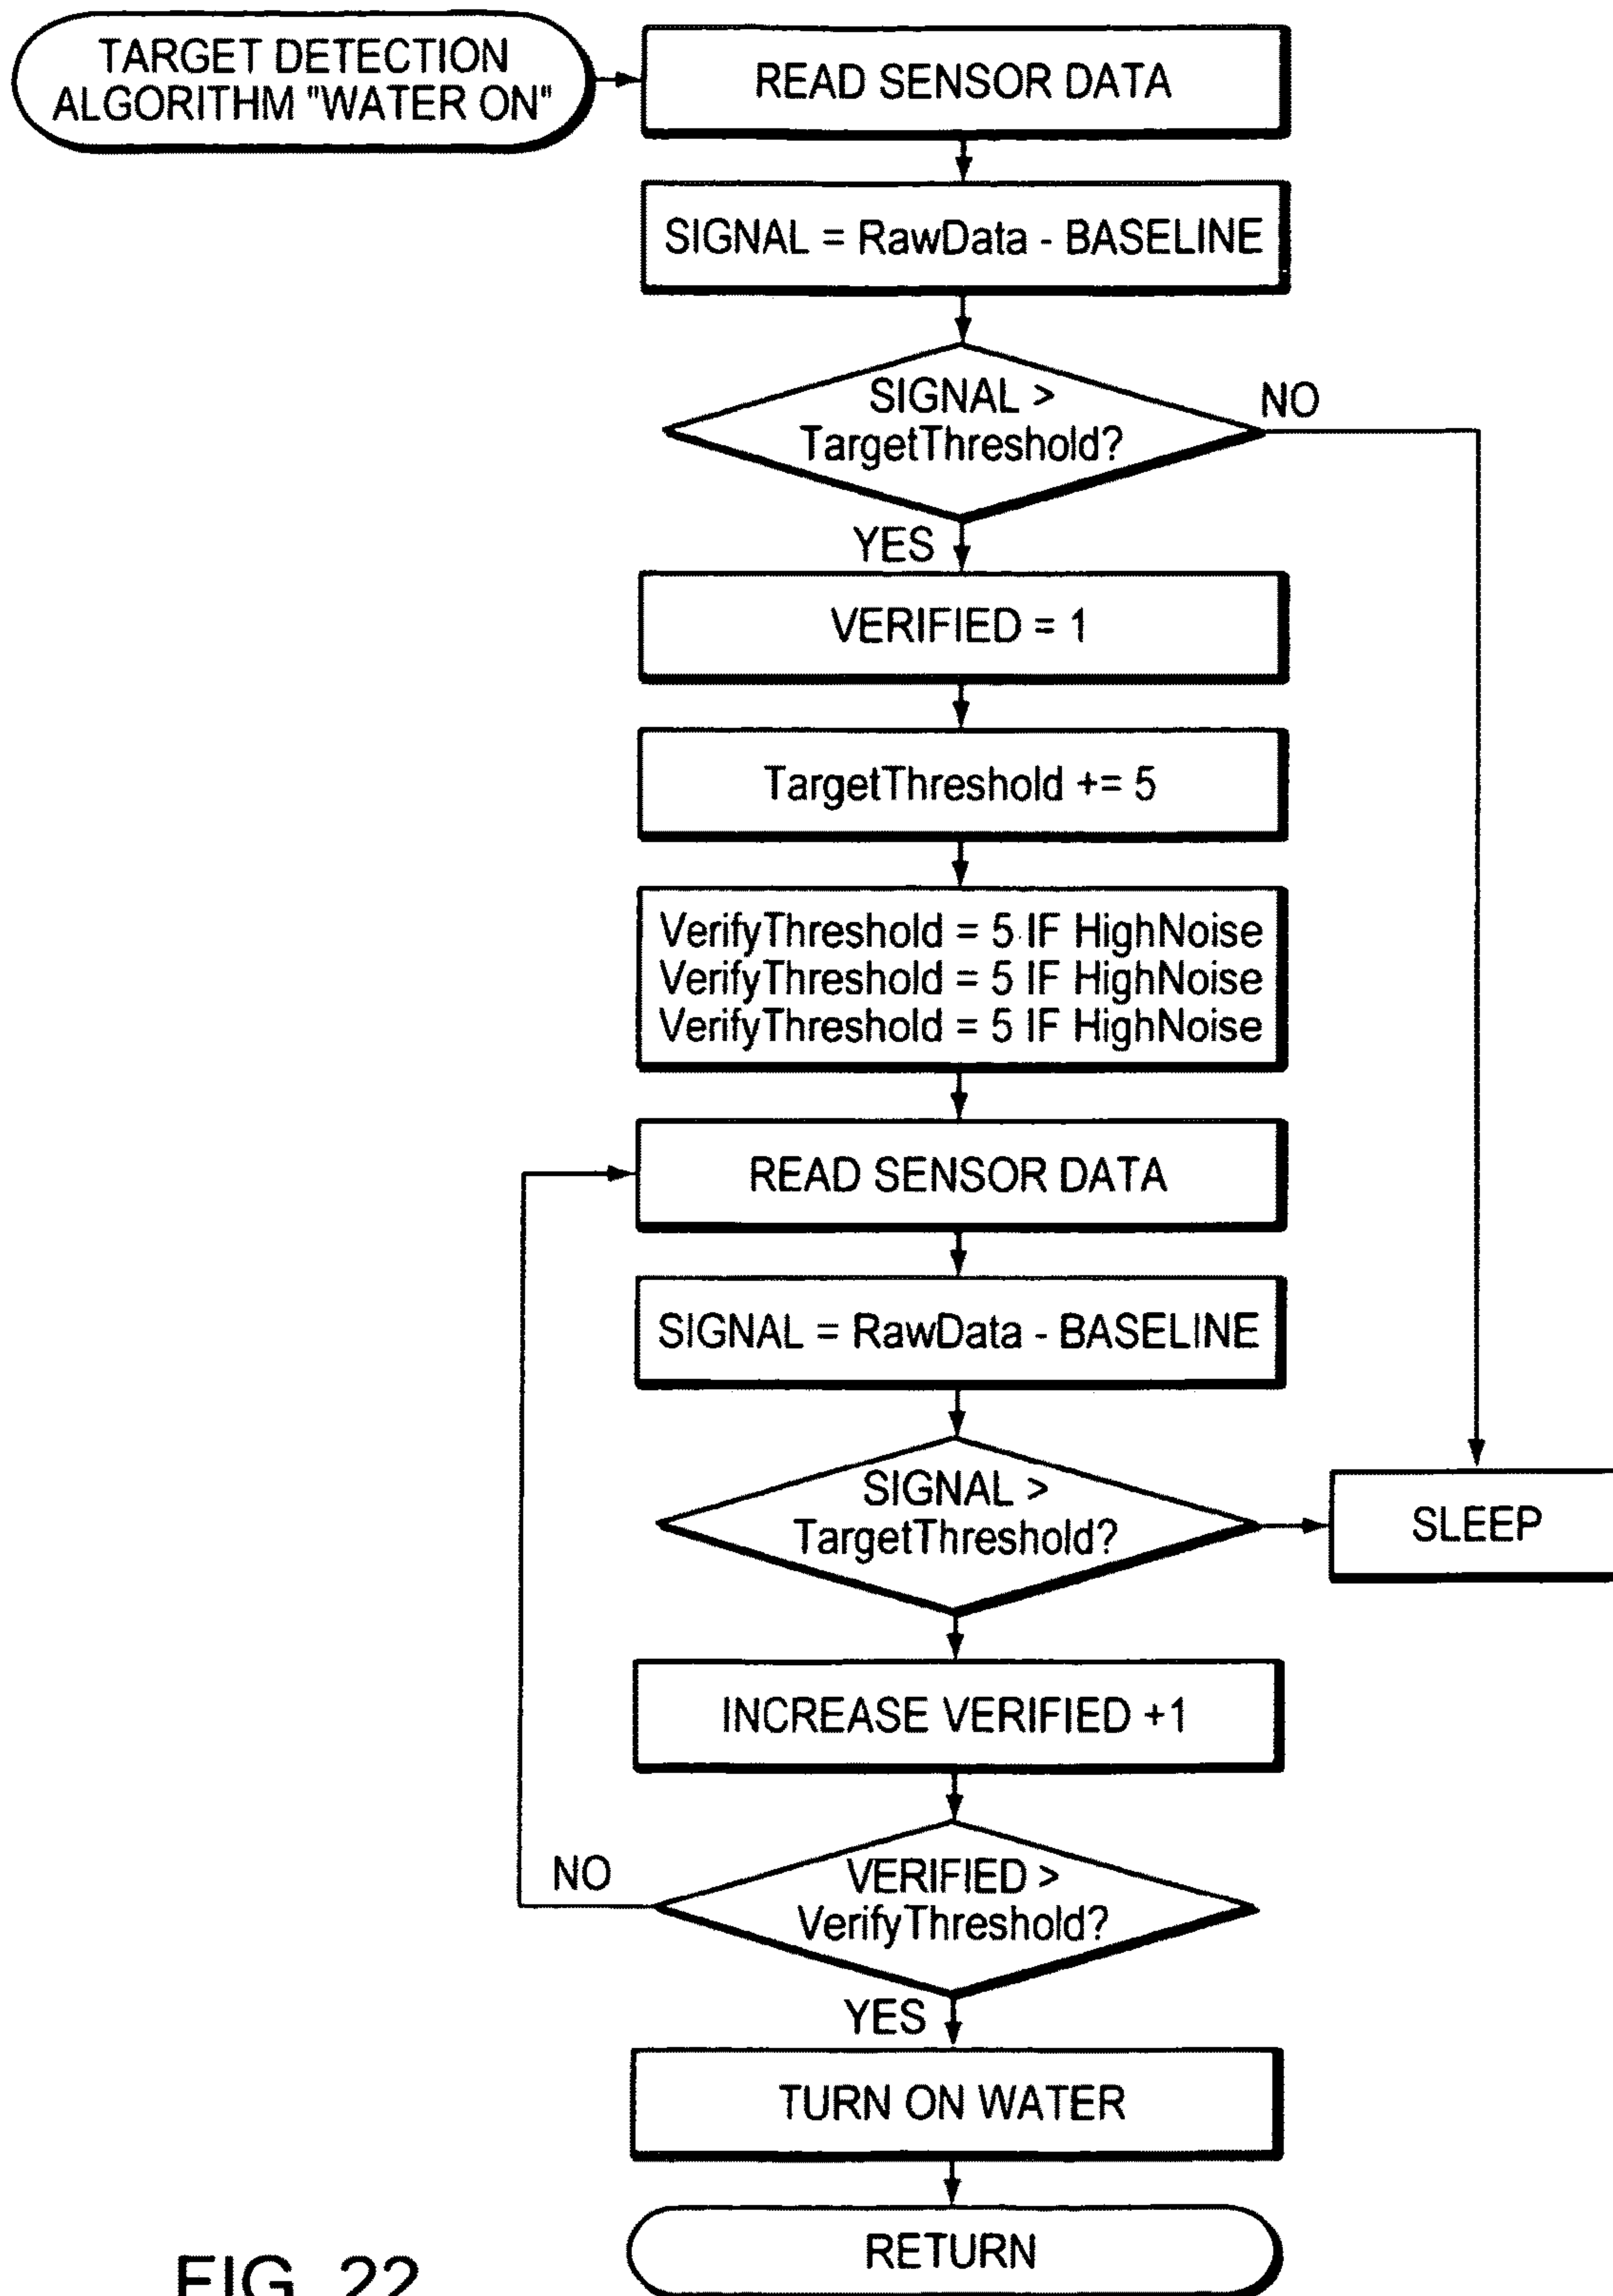 TARGET DETECTION
ALGORITHM "WATER ON"
READ SENSOR DATA
SIGNAL = RawData - BASELINE
SIGNAL >
TargetThreshold?
NO
YES
VERIFIED = 1
TargetThreshold += 5
VerifyThreshold = 5 IF HighNoise
VerifyThreshold = 5 IF HighNoise
VerifyThreshold = 5 IF HighNoise
READ SENSOR DATA
SIGNAL = RawData - BASELINE
SIGNAL >
TargetThreshold?
SLEEP
INCREASE VERIFIED +1
NO
VERIFIED >
VerifyThreshold?
YES
TURN ON WATER
RETURN
FIG. 22